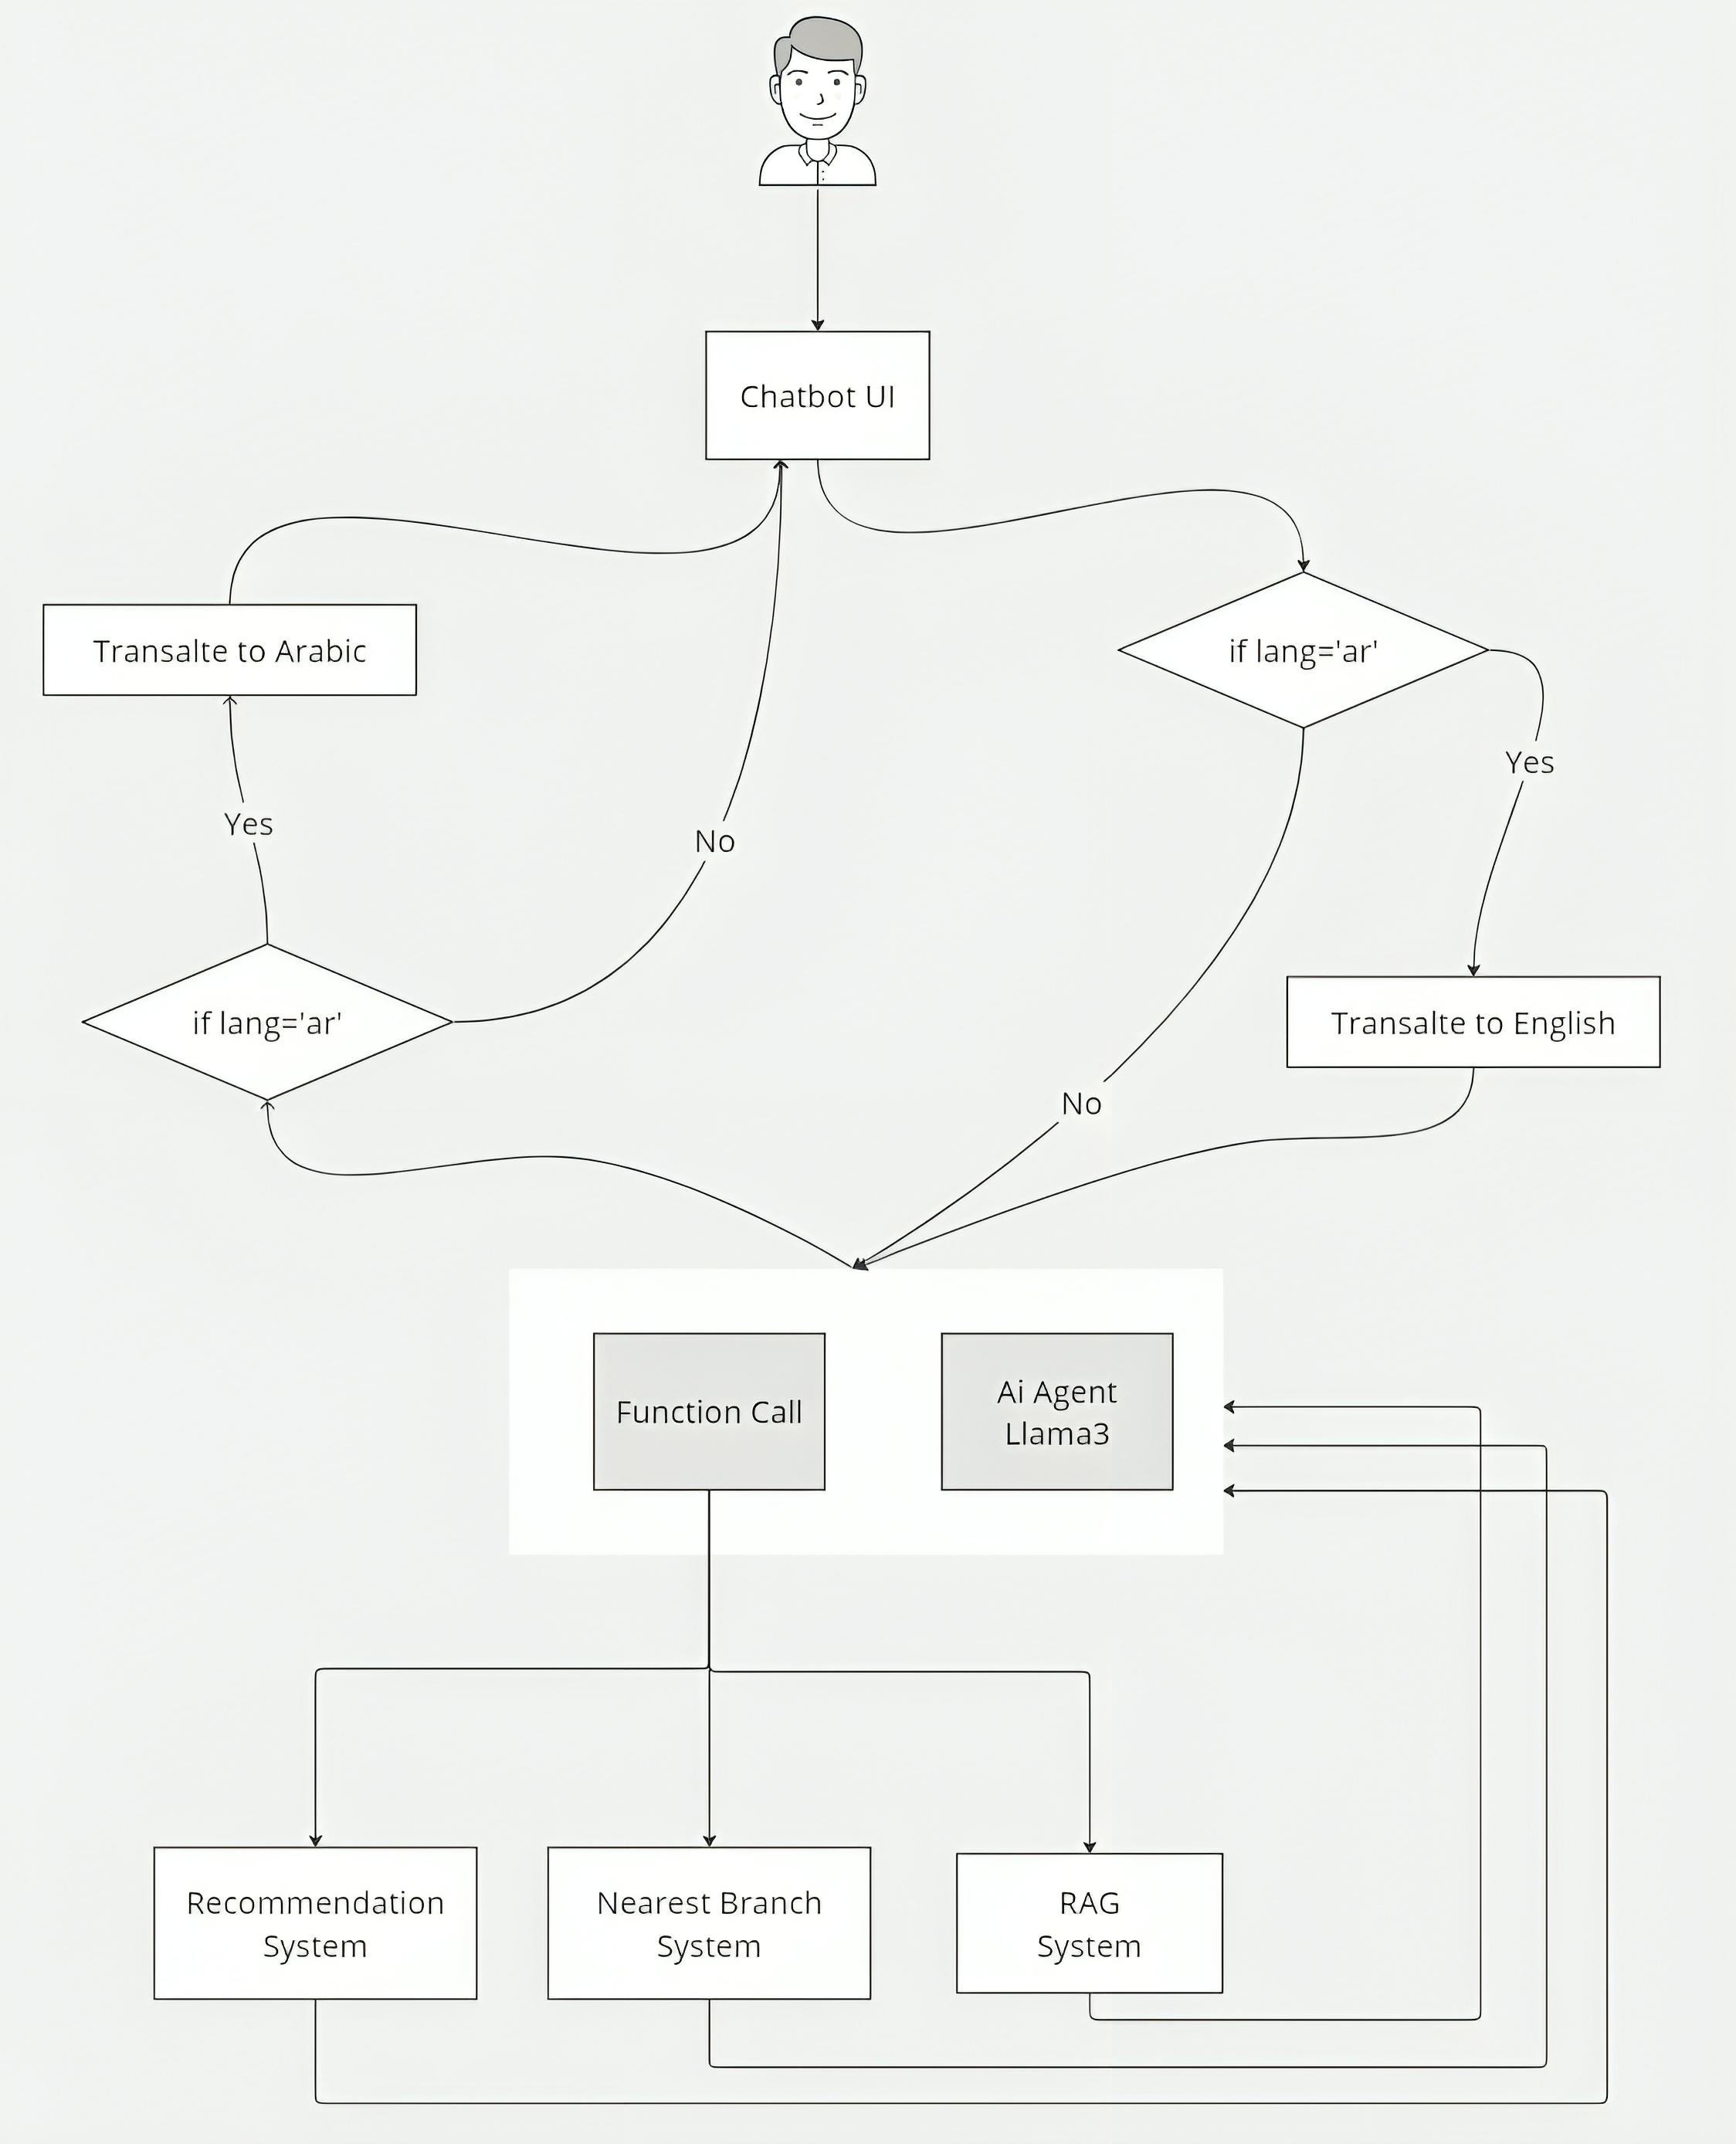 Chatbot UI
Transalte to Arabic
if lang='ar'
Yes
Yes
No
if lang='ar'
Transalte to English
No
Function Call
Ai Agent
Llama3
Recommendation
System
Nearest Branch
System
RAG
System